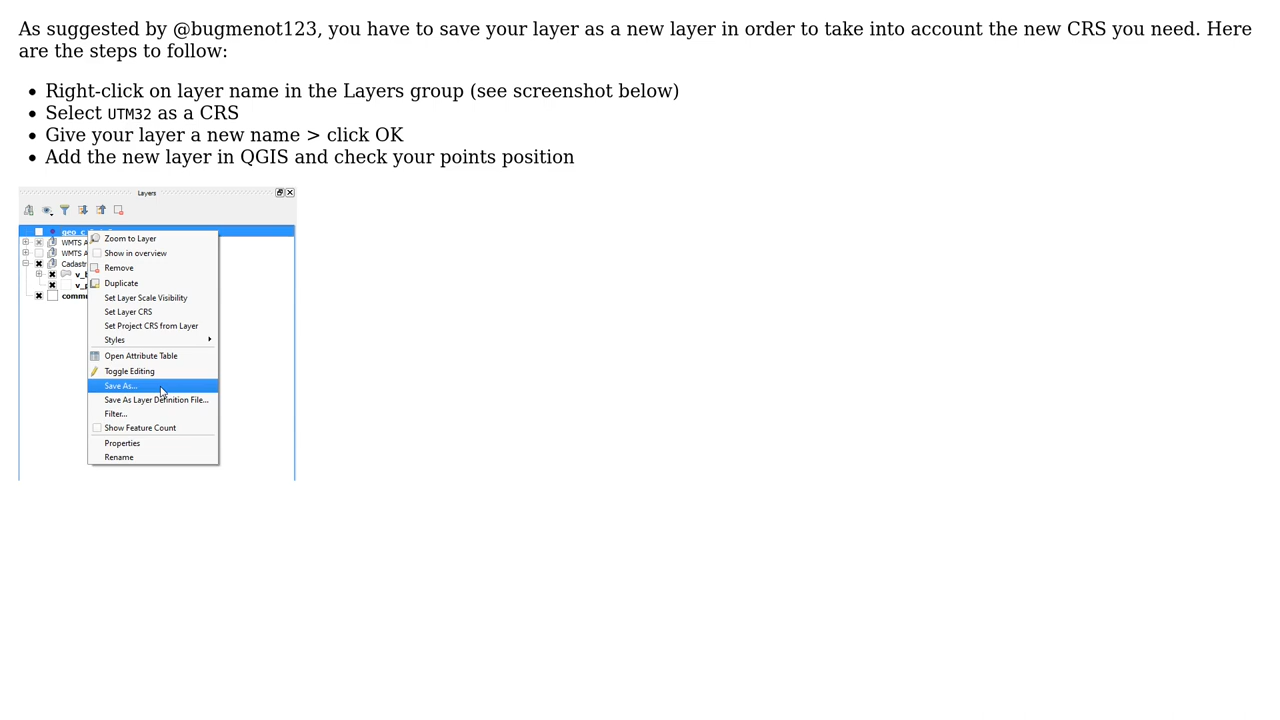 As suggested by @bugmenot123, you have to save your layer as a new layer in order to take into account the new CRS you need. Here
are the steps to follow:
• Right-click on layer name in the Layers group (see screenshot below)
• Select UTM32 as a CRS
• Give your layer a new name > click OK
• Add the new layer in QGIS and check your points position
Layers
Zoom to Layer
WMTS
Show in overview
WMTS
Cadastr
Remove
Duplicate
Set Layer Scale Visibility
Set Layer CRS
Set Project CRS from Layer
Styles
Open Attribute Table
Toggle Editing
Save As...
Save As Layer Definition File...
Filter...
Show Feature Count
Properties
Rename